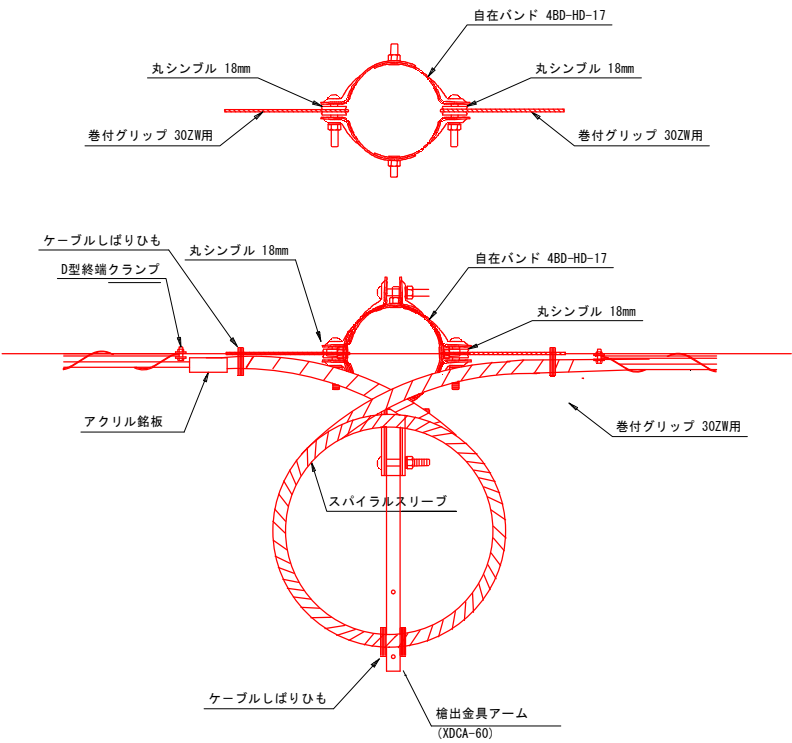 自在バンド 4BD-HD-17
丸シンブル 18mm
丸シンブル 18mm
巻付グリップ 30ZW用
巻付グリップ 30ZW用
ケーブルしばりひも
丸シンブル 18mm
自在バンド 4BD-HD-17
D型終端クランプ
丸シンブル 18mm
アクリル銘板
巻付グリップ 30ZW用
スパイラルスリーブ
ケーブルしばりひも
槍出金具アーム
(XDCA-60)